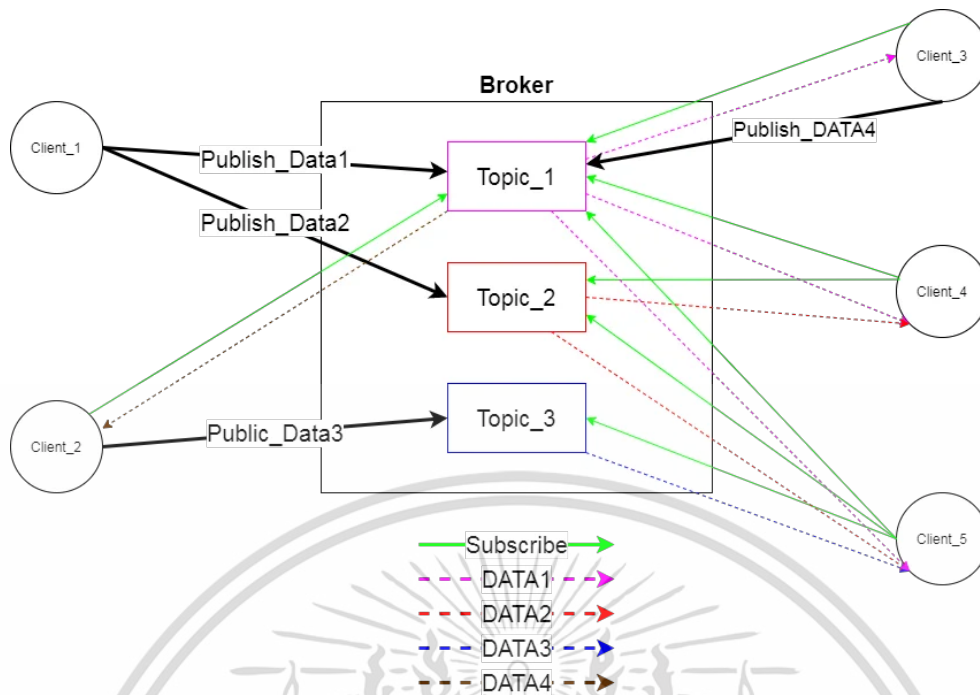 Client_3
Broker
Client_1
Publish_Data1
Publish_DATA4
Topic_1
Publish_Data2
Topic_2
Client_4
Topic_3
Public_Data3
Client_2
Client_5
Subscribe
DATA1
DATA2
DATA3
DATA4